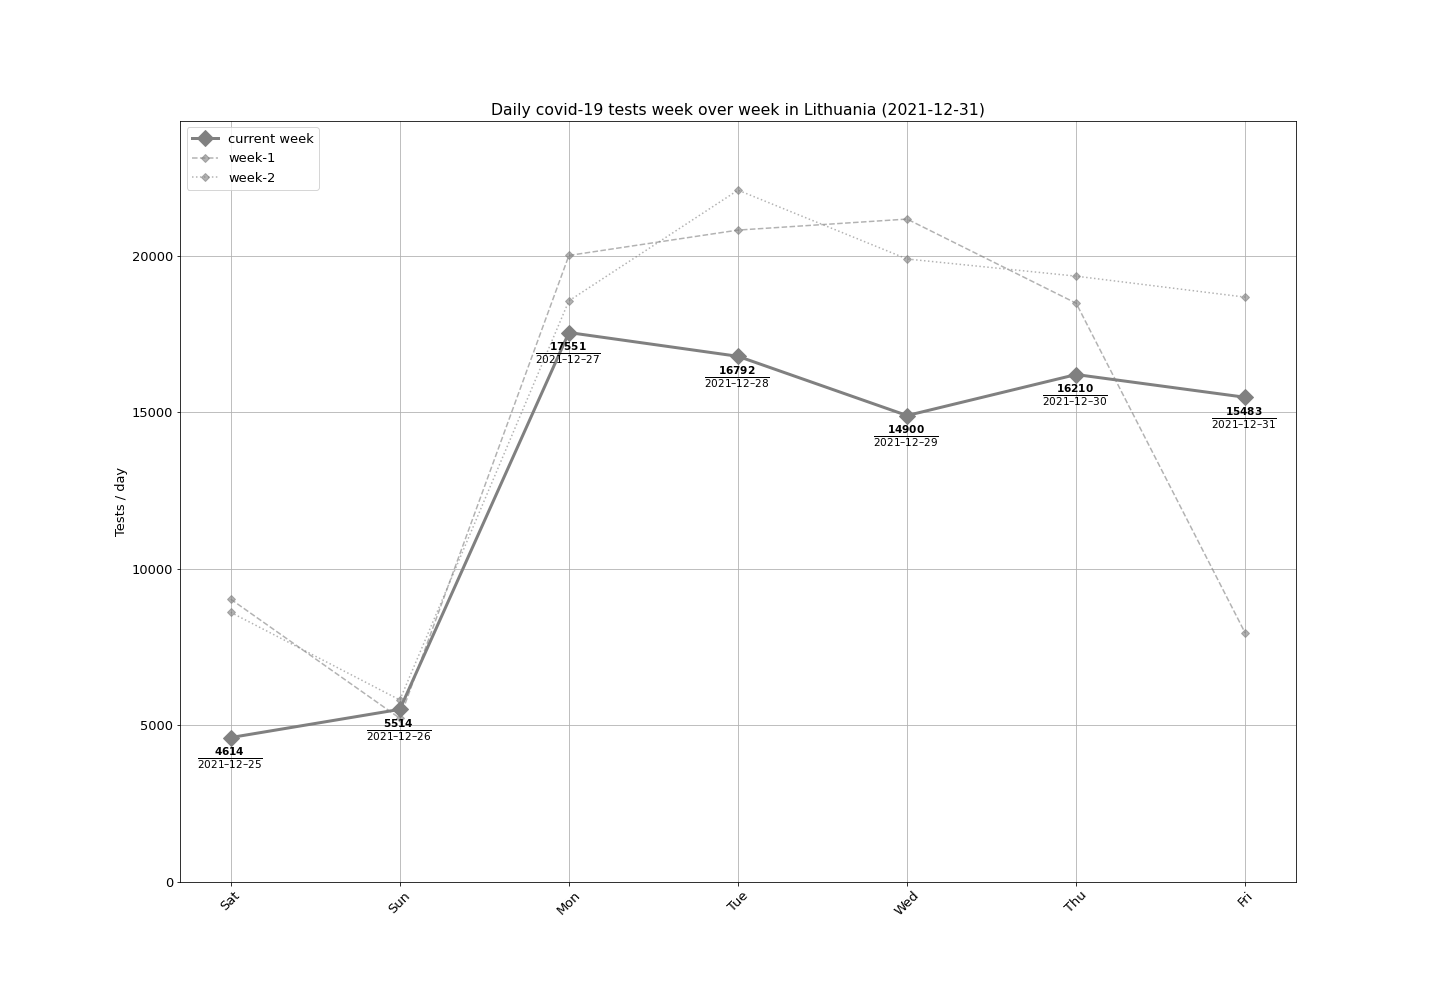 Daily covid-19 tests week over week in Lithuania (2021-12-31)
current week
week-1
week-2
Tests / day
20000
15000
10000
5000
0
4614
2021–12–25
5514
2021–12–26
17551
2021–12–27
16792
2021–12–28
14900
2021–12–29
16210
2021–12–30
15483
2021–12–31
Sat
Sun
Mon
Tue
Wed
Thu
Fri